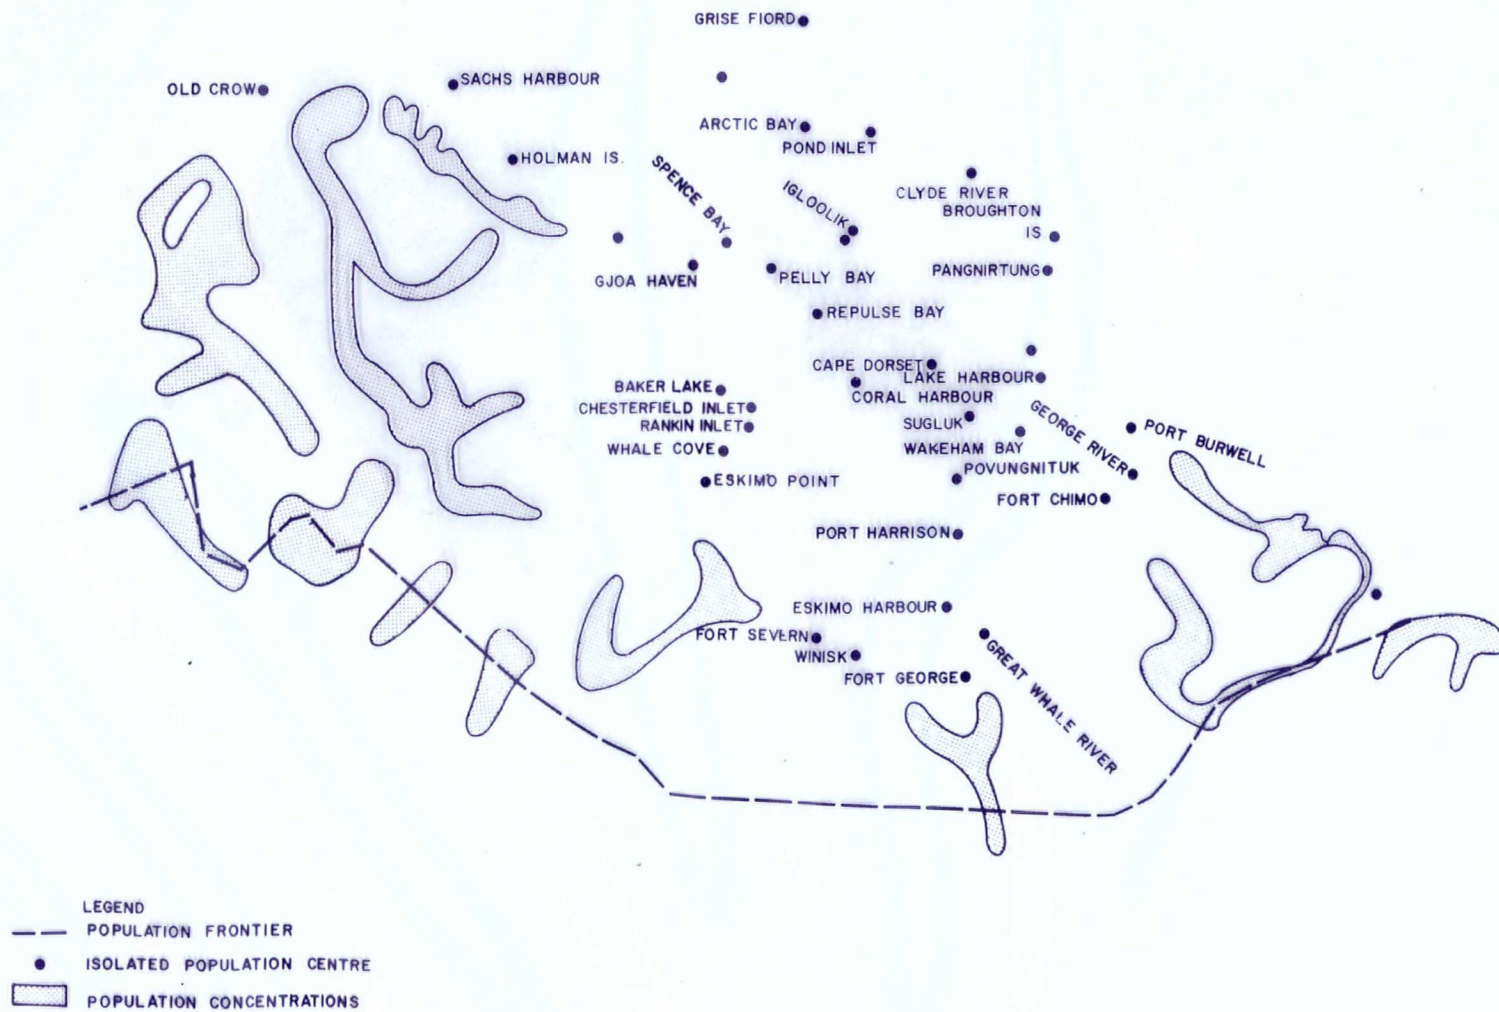 GRISE FIORD
OLD CROW
SACHS HARBOUR
ARCTIC BAY
POND INLET
HOLMAN IS.
SPENCE BAY
IGLOOLIK
CLYDE RIVER
BROUGHTON
IS
PANGNIRTUNG
GJOA HAVEN
PELLY BAY
REPULSE BAY
CAPE DORSET
LAKE HARBOUR
BAKER LAKE
CORAL HARBOUR
CHESTERFIELD INLET
RANKIN INLET
SUGLUK
GEORGE RIVER
PORT BURWELL
WHALE COVE
WAKEHAM BAY
POVUNGNITUK
ESKIMO POINT
FORT CHIMO
PORT HARRISON
ESKIMO HARBOUR
FORT SEVERN
WINISK
FORT GEORGE
GREAT WHALE RIVER
LEGEND
POPULATION FRONTIER
ISOLATED POPULATION CENTRE
POPULATION CONCENTRATIONS